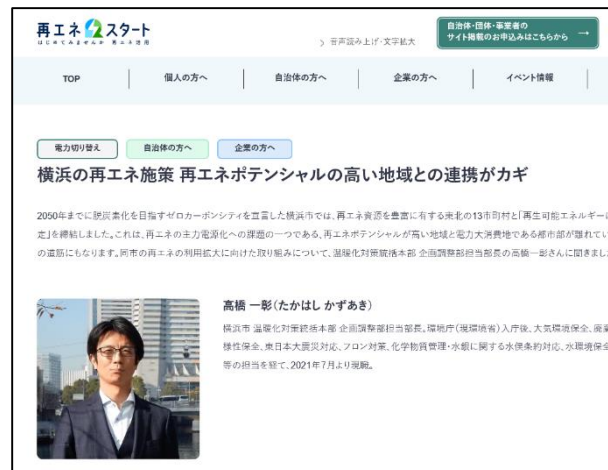 再エネ スタート
はじめてみませんか 再エネ活用
音声読み上げ・文字拡大
自治体・団体・事業者の
サイト掲載のお申込みはこちらから →
TOP
個人の方へ
自治体の方へ
企業の方へ
イベント情報
電力切り替え
自治体の方へ
企業の方へ
横浜の再エネ施策 再エネポテンシャルの高い地域との連携がカギ
2050年までに脱炭素化を目指すゼロカーボンシティを宣言した横浜市では、再エネ資源を豊富に有する東北の13市町村と「再生可能エネルギーに
定」を締結しました。これは、再エネの主力電源化への課題の一つである、再エネポテンシャルが高い地域と電力大消費地である都市部が離れてい
の道筋にもなります。同市の再エネの利用拡大に向けた取り組みについて、温暖化対策統括本部 企画調整部担当部長の高橋一彰さんに聞きまし
高橋 一彰(たかはし かずあき)
横浜市 温暖化対策統括本部 企画調整部担当部長。環境庁(現環境省)入庁後、大気環境保全、廃棄
様性保全、東日本大震災対応、フロン対策、化学物質管理・水銀に関する水俣条約対応、水環境保全
等の担当を経て、2021年7月より現職。